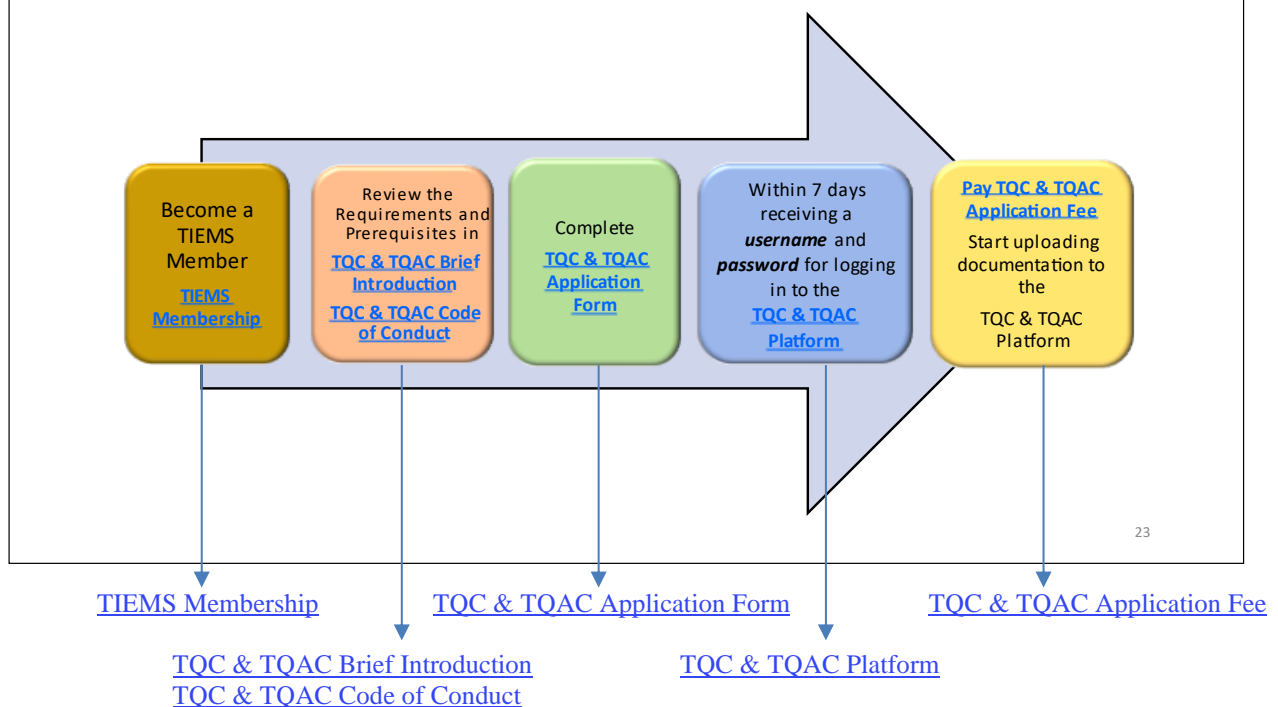 Become a
TIEMS
Member
TIEMS
Membership
Review the
Requirements and
Prerequisites in
TQC & TQAC Brief
Introduction
TQC & TQAC Code
of Conduct
Complete
TQC & TQAC
Application
Form
Within 7 days
receiving a
username and
password for logging
in to the
TQC & TQAC
Platform
Pay TQC & TQAC
Application Fee
Start uploading
documentation to
the
TQC & TQAC
Platform
23
TIEMS Membership
TQC & TQAC Application Form
TQC & TQAC Application Fee
TQC & TQAC Brief Introduction
TQC & TQAC Platform
TQC & TQAC Code of Conduct